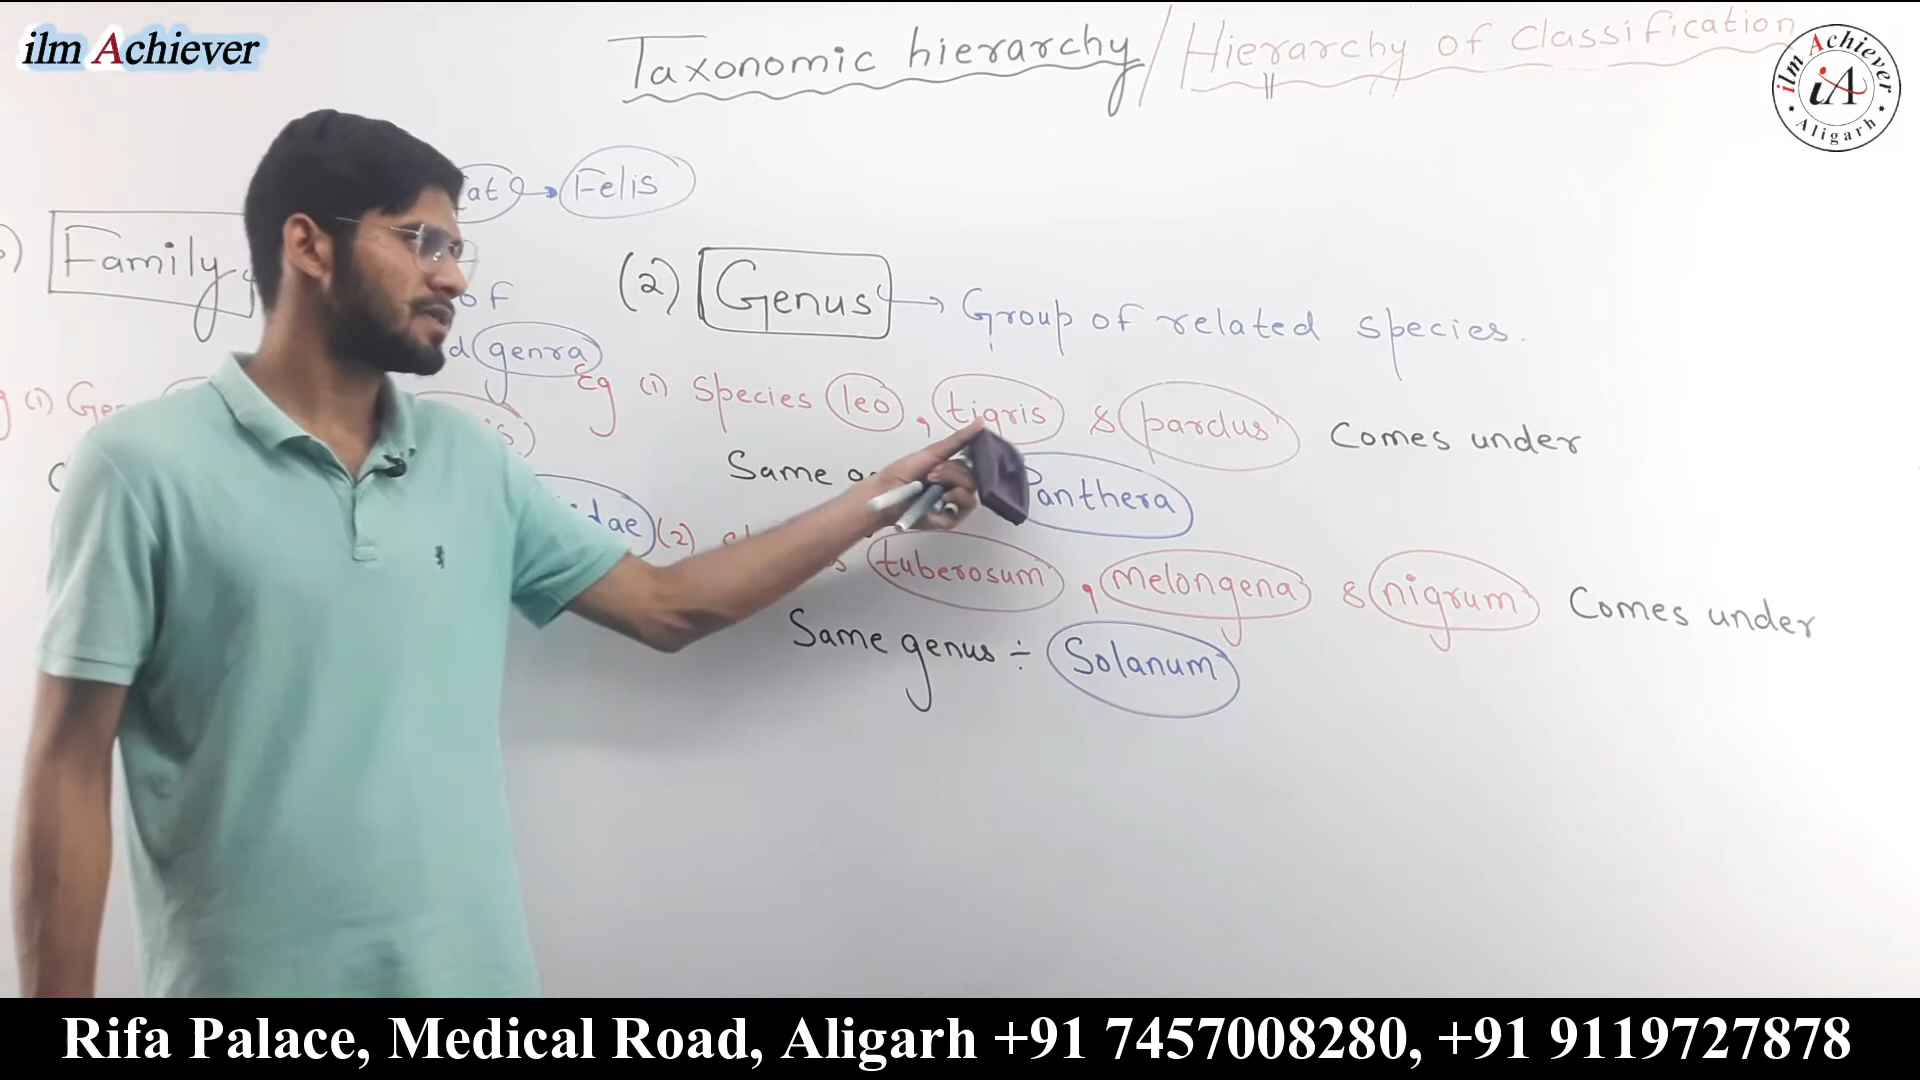 ilm Achiever
Taxonomic hierarchy / Hierarchy of Classification
ilm Achiever
iA
Aligarh
Felis
Family
of
genra
(2) Genus → Group of related species.
Eg (1) Species leo, tigris & pardus Comes under
Same Panthera
(2) tuberosum, melongena & nigrum Comes under
Same genus ÷ Solanum
Rifa Palace, Medical Road, Aligarh +91 7457008280, +91 9119727878